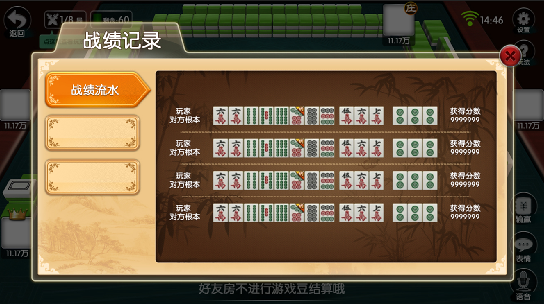 返回
1/8
剩余:60
庄
14:46
设置
11.17万
战绩记录
战绩流水
玩家
对方根本
获得分数
9999999
玩家
对方根本
获得分数
9999999
玩家
对方根本
获得分数
9999999
玩家
对方根本
获得分数
9999999
11.17万
11.17万
11.17万
输赢
表情
语音
好友房不进行游戏豆结算哦